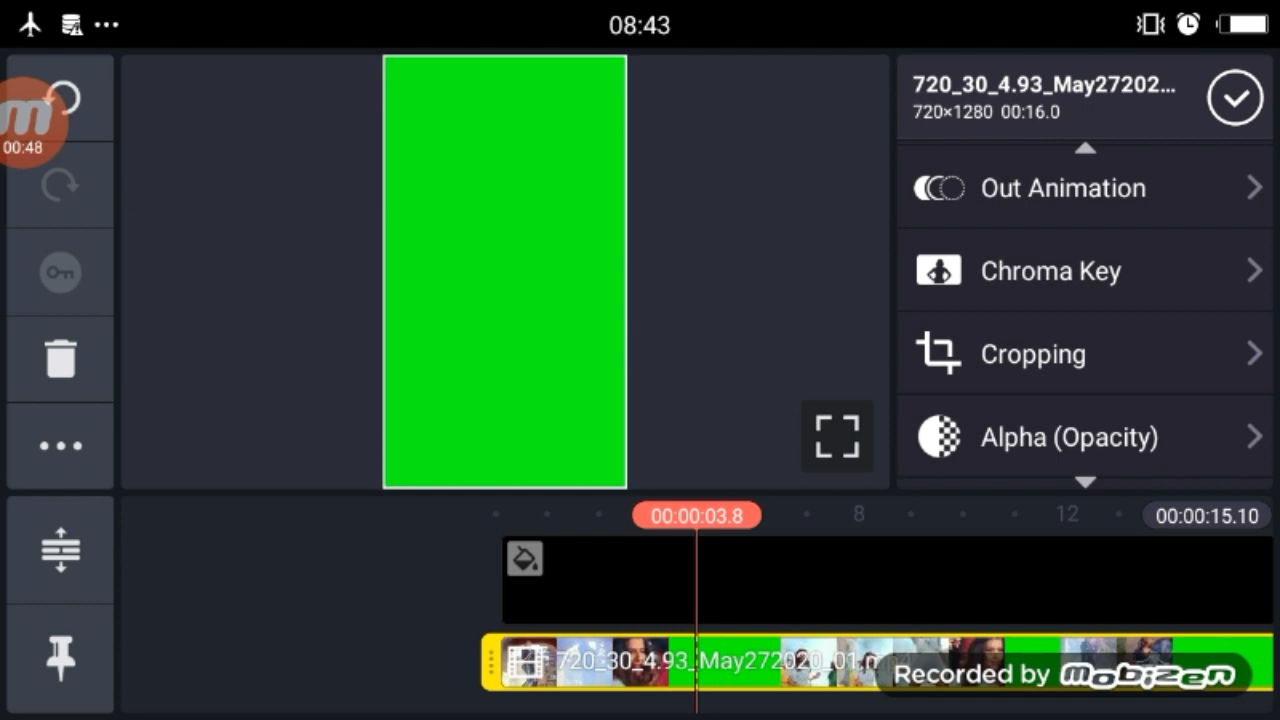 08:43
m
00:48
720_30_4.93_May27202...
720×1280 00:16.0
Out Animation
Chroma Key
Cropping
Alpha (Opacity)
00:00:03.8
8
12
00:00:15.10
720_30_4.93_May272020_01.m
Recorded by mobizen